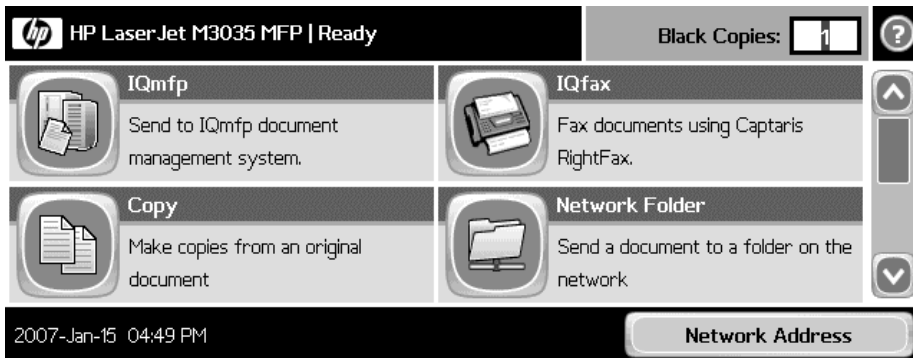 hp HP LaserJet M3035 MFP | Ready
Black Copies: 1
?
IQmfp
Send to IQmfp document
management system.
IQfax
Fax documents using Captaris
RightFax.
Copy
Make copies from an original
document
Network Folder
Send a document to a folder on the
network
2007-Jan-15 04:49 PM
Network Address